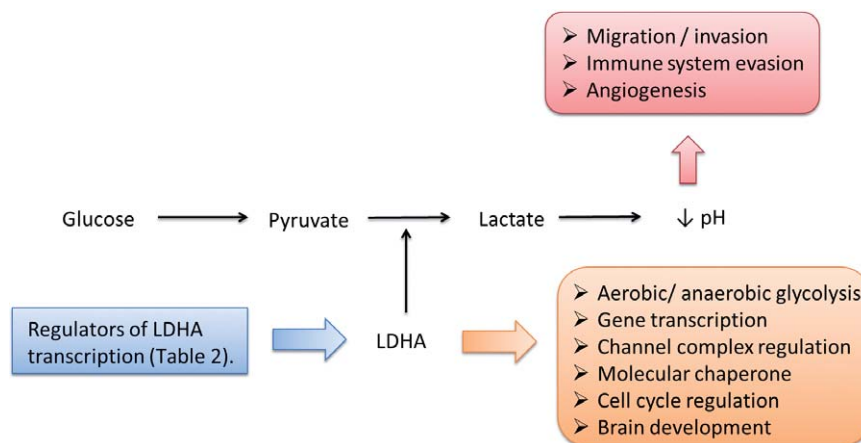 ➢ Migration / invasion
➢ Immune system evasion
➢ Angiogenesis
Glucose
Pyruvate
Lactate
↓ pH
Regulators of LDHA
transcription (Table 2).
LDHA
➢ Aerobic/ anaerobic glycolysis
➢ Gene transcription
➢ Channel complex regulation
➢ Molecular chaperone
➢ Cell cycle regulation
➢ Brain development